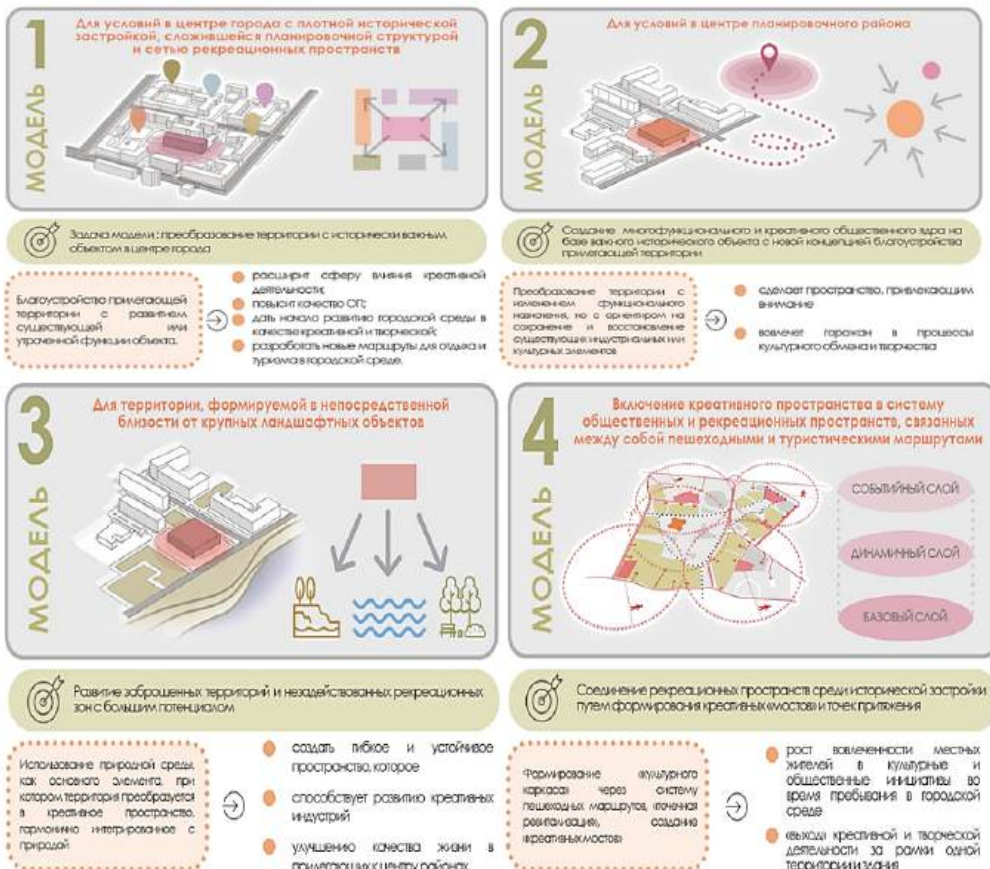 1
МОДЕЛЬ
Для условий в центре города с плотной исторической
застройкой, сложившейся планировочной структурой
и сетью рекреационных пространств
Задача модели: преобразование территории с исторически важным
объектом в центре города
Благоустройство прилегающей
территории с развитием
существующей или
утраченной функции объекта.
расширит сферу влияния креативной
деятельности;
повысит качество ОП;
дать начало развитию городской среды в
качестве креативной и творческой;
разработать новые маршруты для отдыха и
туризма в городской среде.
2
МОДЕЛЬ
Для условий в центре планировочного района
Создание многофункционального и креативного общественного ядра на
базе важного исторического объекта с новой концепцией благоустройства
прилегающей территории
Преобразование территории с
изменением функционального
назначения, но с ориентиром на
сохранение и восстановление
существующих индустриальных или
культурных элементов
сделает пространство, привлекающим
внимание
вовлечет горожан в процессы
культурного обмена и творчества
3
МОДЕЛЬ
Для территории, формируемой в непосредственной
близости от крупных ландшафтных объектов
Развитие заброшенных территорий и незадействованных рекреационных
зон с большим потенциалом
Использование природной среды,
как основного элемента, при
котором территория преобразуется
в креативное пространство,
гармонично интегрированное с
природой
создать гибкое и устойчивое
пространство, которое
способствует развитию креативных
индустрий
улучшению качества жизни в
прилегающих к центру районах
4
МОДЕЛЬ
Включение креативного пространства в систему
общественных и рекреационных пространств, связанных
между собой пешеходными и туристическими маршрутами
СОБЫТИЙНЫЙ СЛОЙ
ДИНАМИЧНЫЙ СЛОЙ
БАЗОВЫЙ СЛОЙ
Соединение рекреационных пространств среди исторической застройки
путем формирования креативных «мостов» и точек притяжения
Формирование «культурного
каркаса» через систему
пешеходных маршрутов, «точечная
ревитализация», создание
«креативных мостов»
рост вовлеченности местных
жителей в культурные и
общественные инициативы во
время пребывания в городской
среде
«выход» креативной и творческой
деятельности за рамки одной
территории и здания